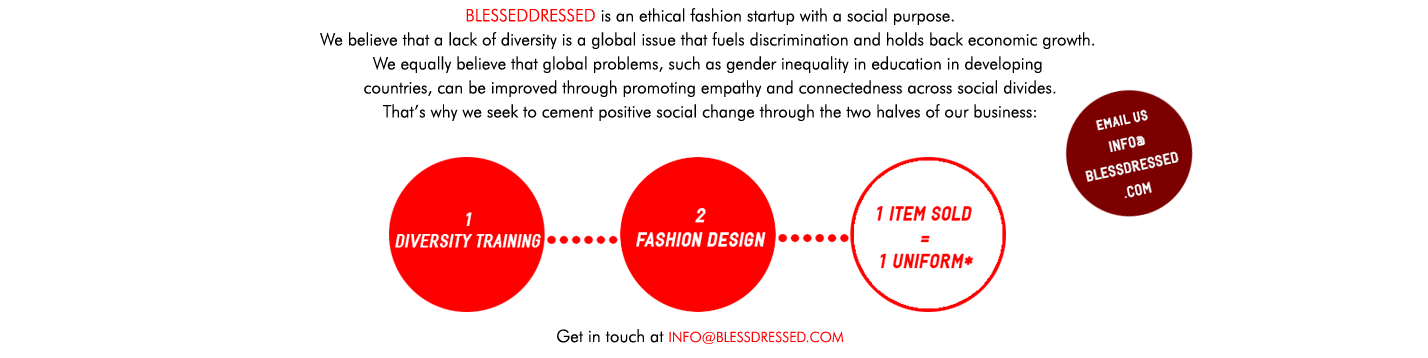 BLESSEDDRESSED is an ethical fashion startup with a social purpose.
We believe that a lack of diversity is a global issue that fuels discrimination and holds back economic growth.
We equally believe that global problems, such as gender inequality in education in developing
countries, can be improved through promoting empathy and connectedness across social divides.
That's why we seek to cement positive social change through the two halves of our business:
EMAIL US
INFO@
BLESSDRESSED
.COM
1
DIVERSITY TRAINING
2
FASHION DESIGN
1 ITEM SOLD
=
1 UNIFORM*
Get in touch at INFO@BLESSDRESSED.COM